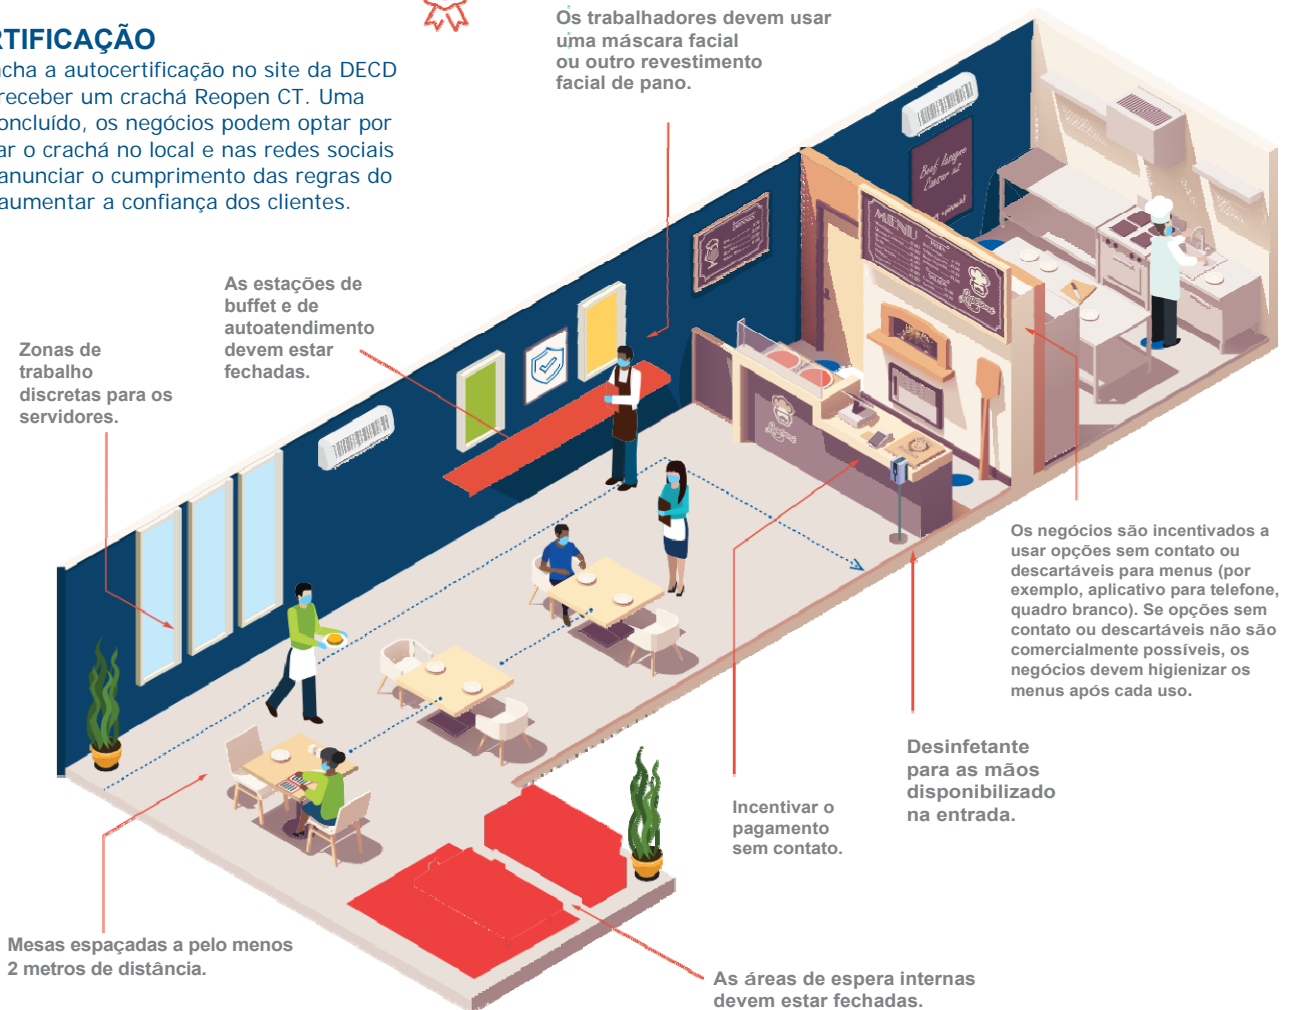 RTIFICAÇÃO
cha a autocertificação no site da DECD
receber um crachá Reopen CT. Uma
oncluído, os negócios podem optar por
ar o crachá no local e nas redes sociais
anunciar o cumprimento das regras do
aumentar a confiança dos clientes.
Os trabalhadores devem usar
uma máscara facial
ou outro revestimento
facial de pano.
As estações de
buffet e de
autoatendimento
devem estar
fechadas.
Zonas de
trabalho
discretas para os
servidores.
MENU
Os negócios são incentivados a
usar opções sem contato ou
descartáveis para menus (por
exemplo, aplicativo para telefone,
quadro branco). Se opções sem
contato ou descartáveis não são
comercialmente possíveis, os
negócios devem higienizar os
menus após cada uso.
Desinfetante
para as mãos
disponibilizado
na entrada.
Incentivar o
pagamento
sem contato.
Mesas espaçadas a pelo menos
2 metros de distância.
As áreas de espera internas
devem estar fechadas.